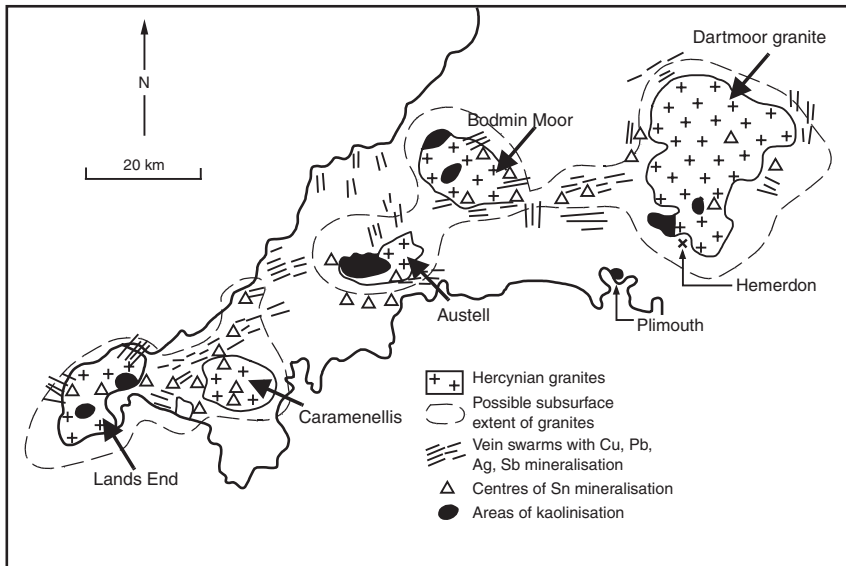 Dartmoor granite
N
Bodmin Moor
20 km
Hemerdon
Austell
Plimouth
Hercynian granites
Caramenellis
Possible subsurface
extent of granites
Vein swarms with Cu, Pb,
Ag, Sb mineralisation
Lands End
Centres of Sn mineralisation
Areas of kaolinisation